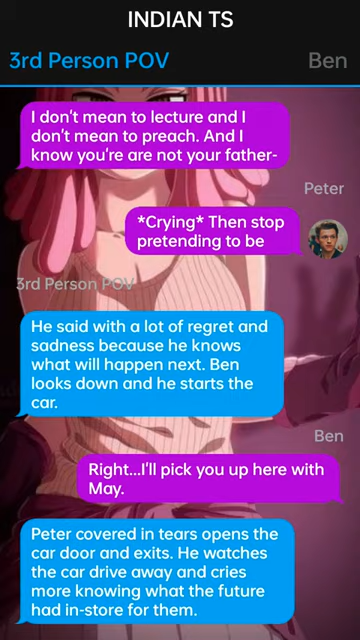 INDIAN TS
3rd Person POV Ben
I don't mean to lecture and I
don't mean to preach. And I
know you're are not your father-
Peter
*Crying* Then stop
pretending to be
3rd Person POV
He said with a lot of regret and
sadness because he knows
what will happen next. Ben
looks down and he starts the
car.
Ben
Right...I'll pick you up here with
May.
Peter covered in tears opens the
car door and exits. He watches
the car drive away and cries
more knowing what the future
had in-store for them.